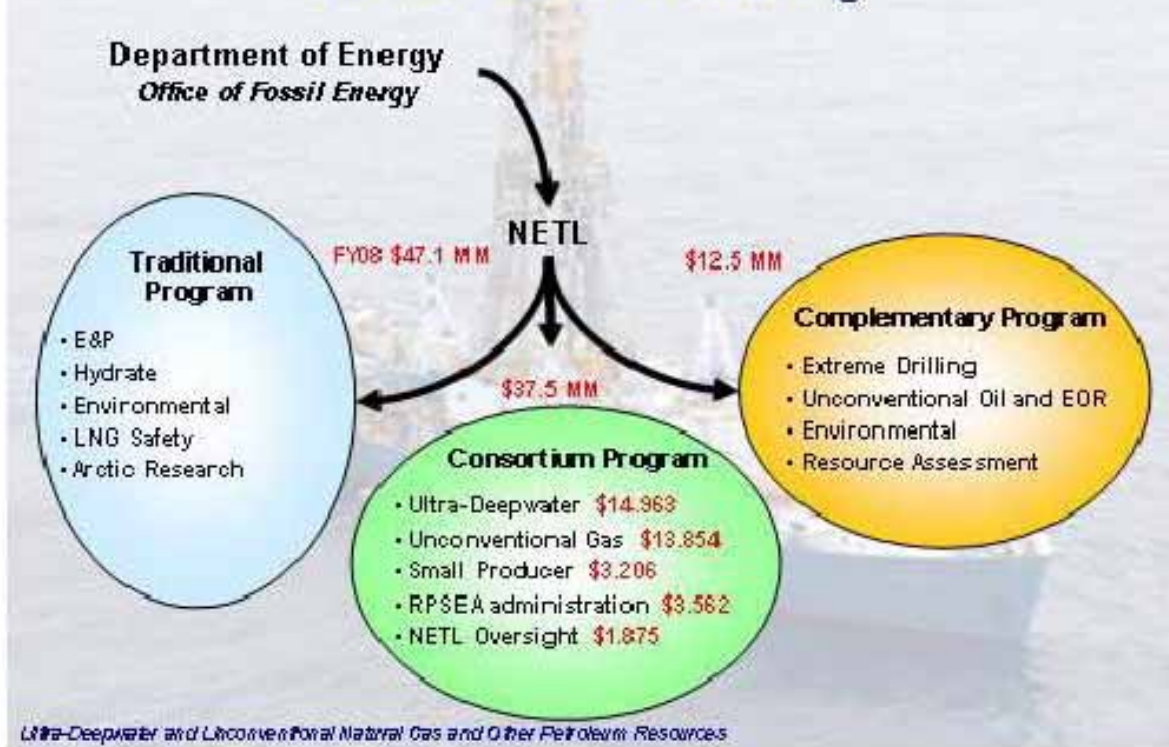 Department of Energy
Office of Fossil Energy
NETL
FY08 $47.1 MM
$12.5 MM
$37.5 MM
Traditional
Program
• E&P
• Hydrate
• Environmental
• LNG Safety
• Arctic Research
Consortium Program
• Ultra-Deepwater $14.963
• Unconventional Gas $13.854
• Small Producer $3.206
• RPSEA administration $3.562
• NETL Oversight $1.875
Complementary Program
• Extreme Drilling
• Unconventional Oil and EOR
• Environmental
• Resource Assessment
Ultra-Deepwater and Unconventional Natural Gas and Other Petroleum Resources